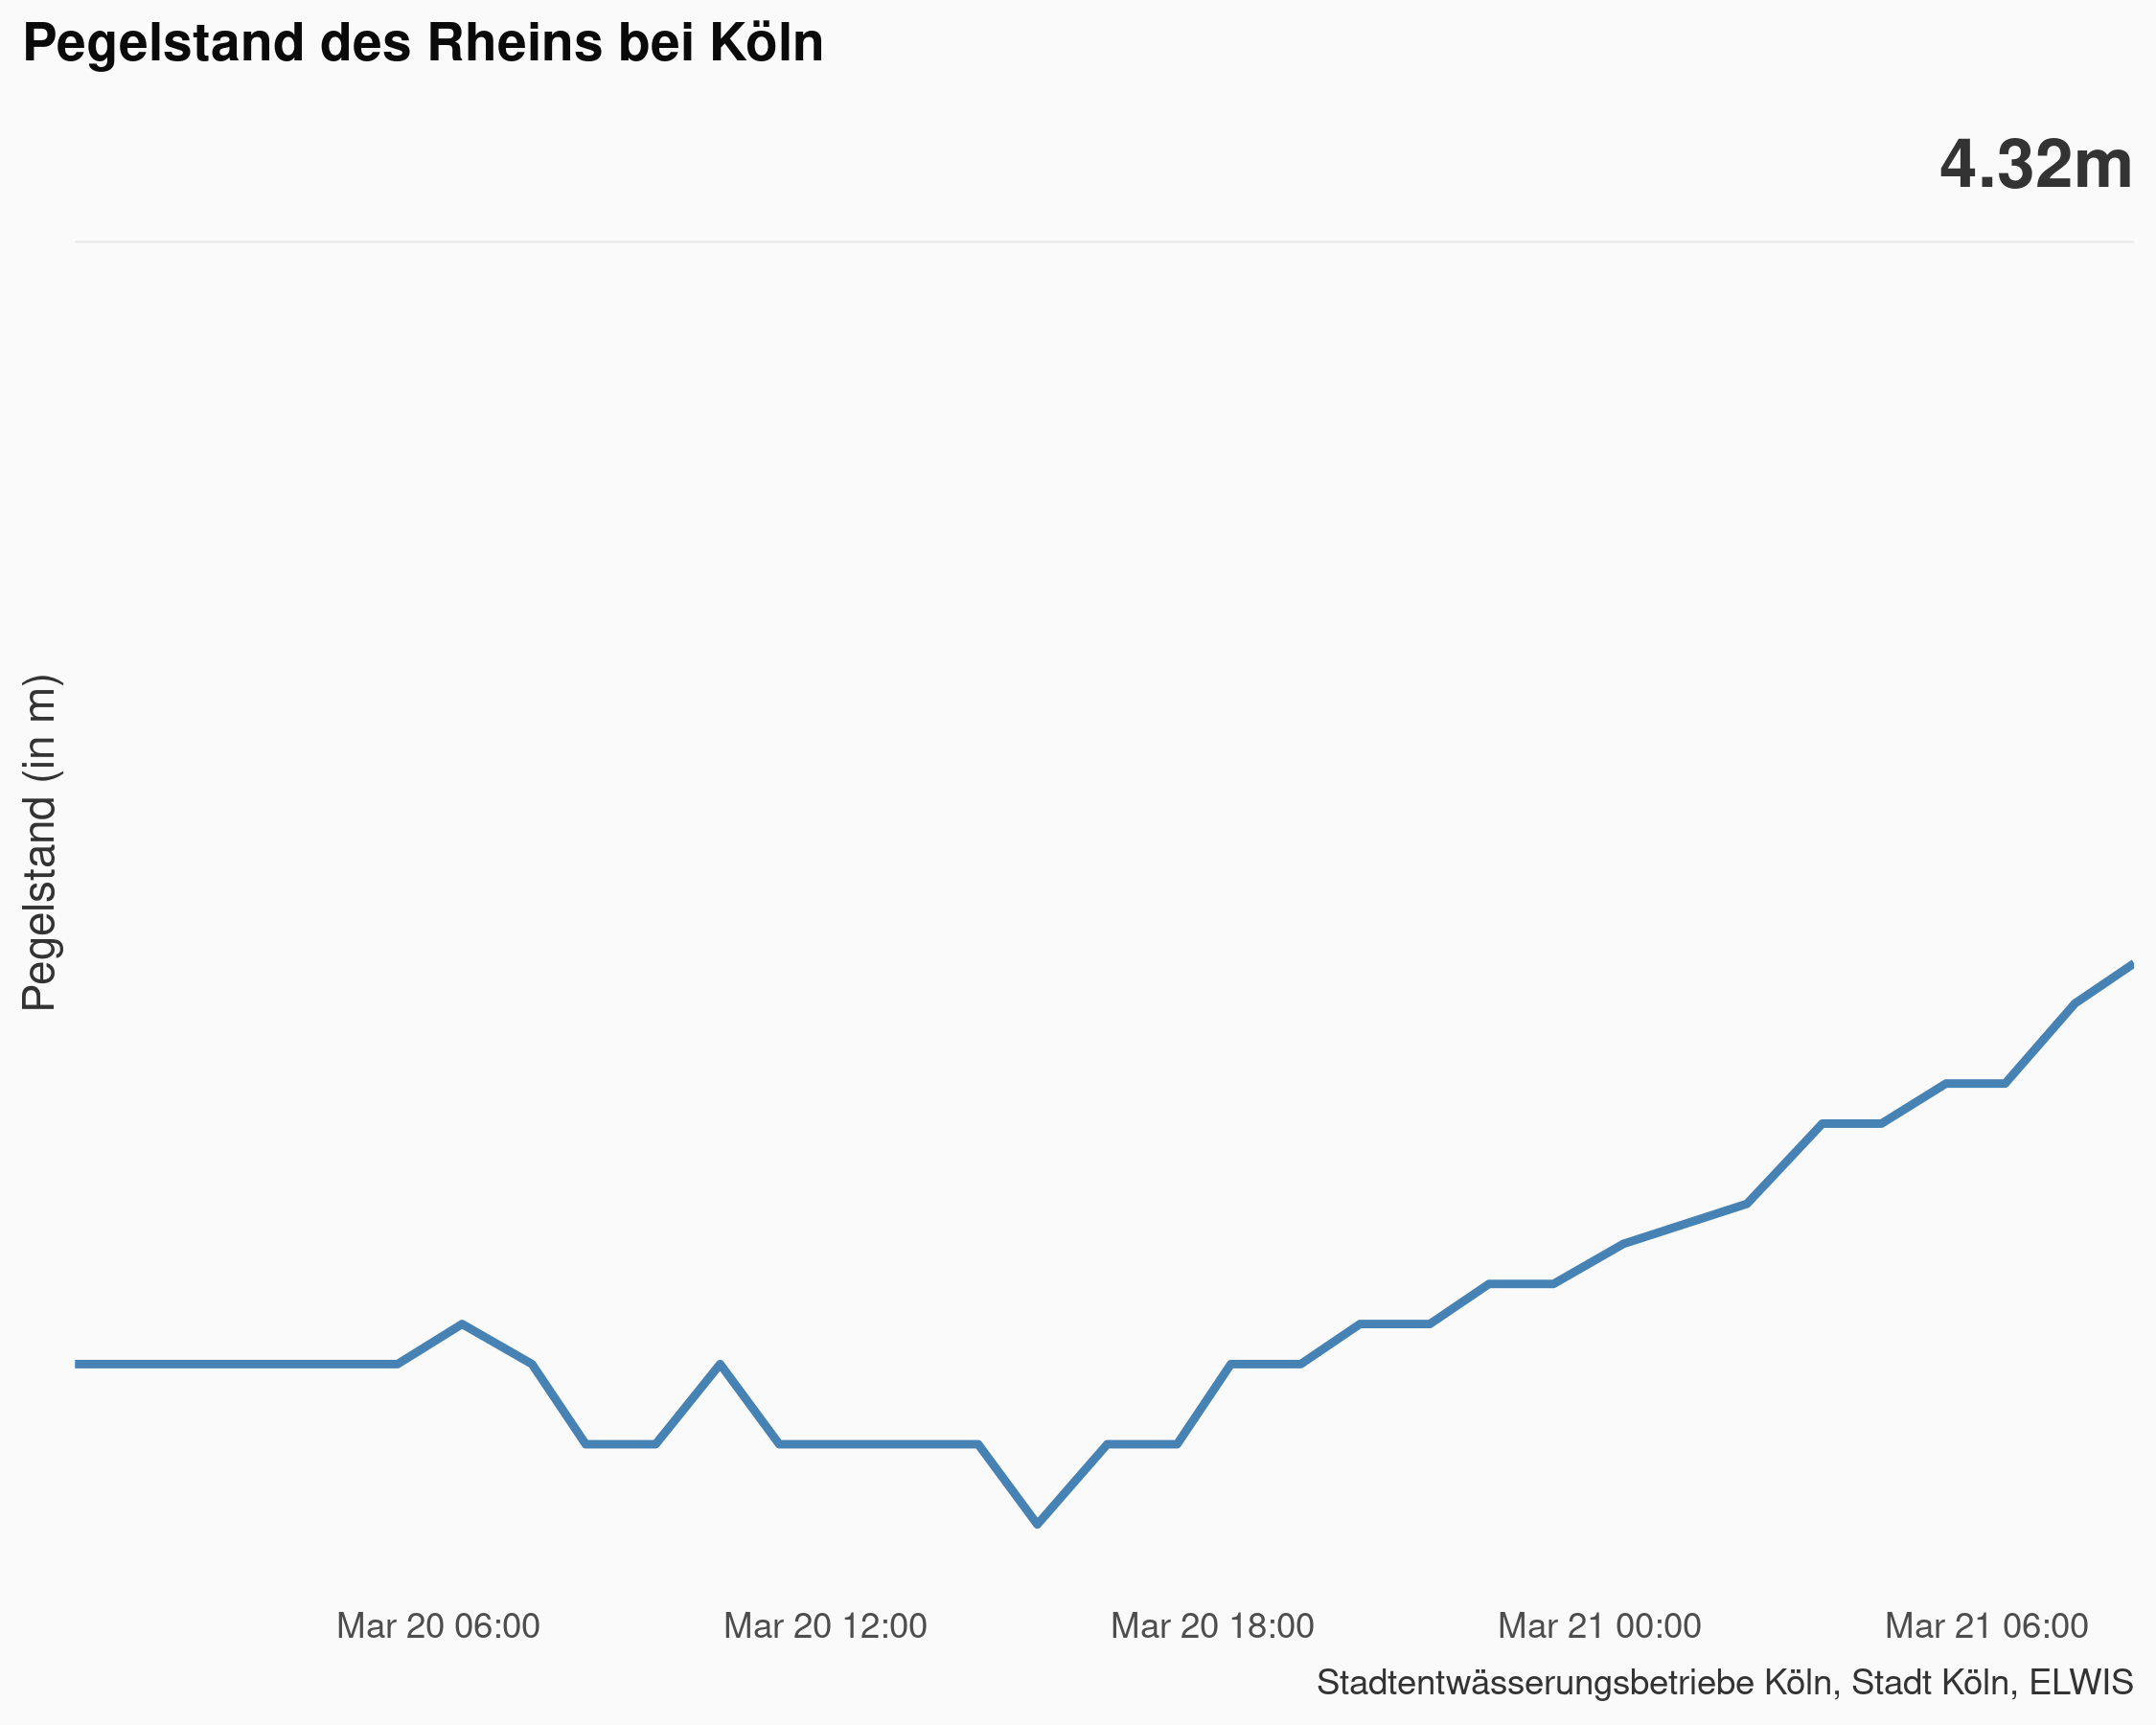 Pegelstand des Rheins bei Köln
4.32m
Pegelstand (in m)
Mar 20 06:00
Mar 20 12:00
Mar 20 18:00
Mar 21 00:00
Mar 21 06:00
Stadtentwässerungsbetriebe Köln, Stadt Köln, ELWIS